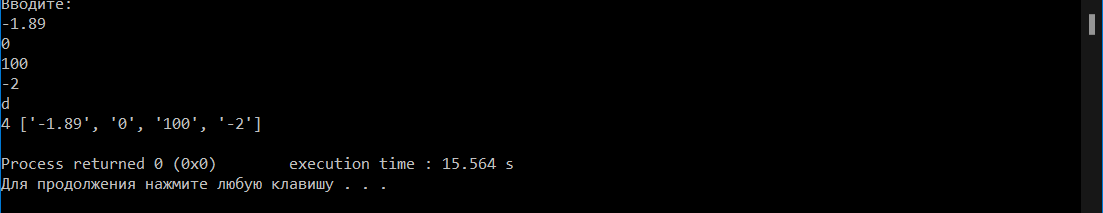 Вводите:
-1.89
0
100
-2
d
4 ['-1.89', '0', '100', '-2']
Process returned 0 (0x0)        execution time : 15.564 s
Для продолжения нажмите любую клавишу . . .